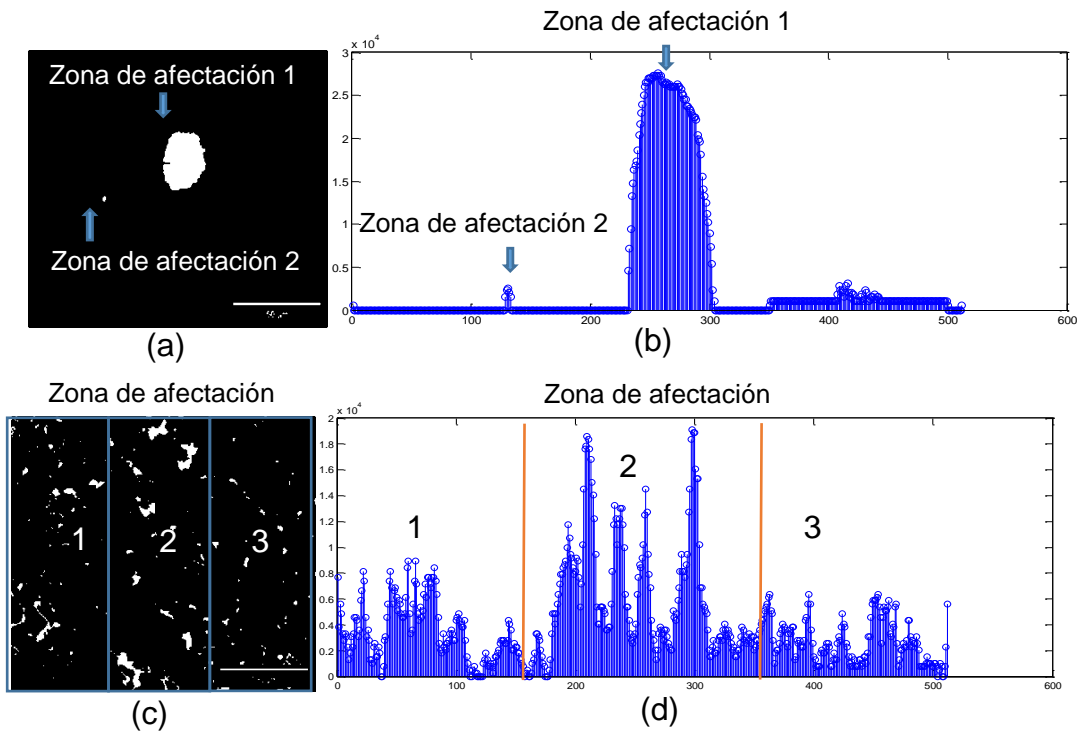 Zona de afectación 1
Zona de afectación 1
Zona de afectación 2
Zona de afectación 2
x 10⁴
3
2.5
2
1.5
1
0.5
0
0 100 200 300 400 500 600
(a)
(b)
Zona de afectación
Zona de afectación
1
2
3
x 10⁴
2
1.8
1.6
1.4
1.2
1
0.8
0.6
0.4
0.2
0
1
2
3
0 100 200 300 400 500 600
(c)
(d)